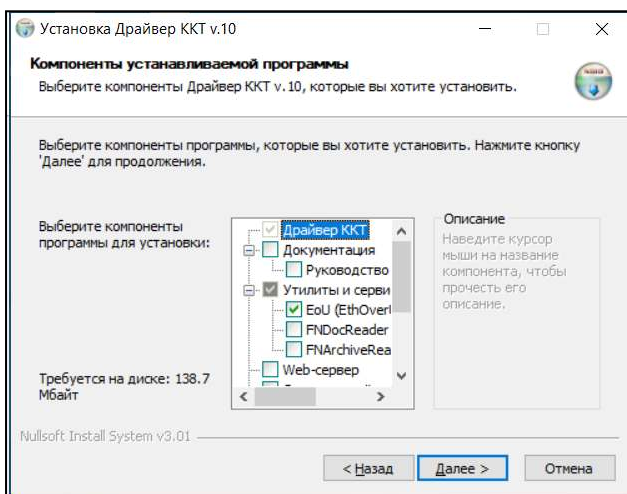 Установка Драйвер ККТ v.10
Компоненты устанавливаемой программы
Выберите компоненты Драйвер ККТ v.10, которые вы хотите установить.
Выберите компоненты программы, которые вы хотите установить. Нажмите кнопку
'Далее' для продолжения.
Выберите компоненты
программы для установки:
Драйвер ККТ
Документация
Руководство
Утилиты и серви
EoU (EthOverU
FNDocReader
FNArchiveRea
Web-сервер
Описание
Наведите курсор
мыши на название
компонента, чтобы
прочесть его
описание.
Требуется на диске: 138.7
Мбайт
Nullsoft Install System v3.01
< Назад
Далее >
Отмена